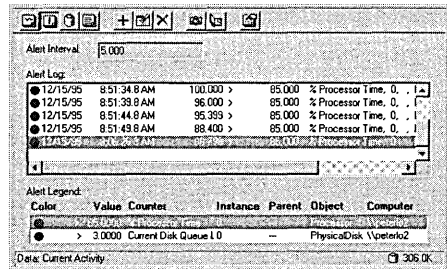 Alert Interval: 5.000
Alert Log:
12/15/95 8:51:34.8 AM 100.000 > 85.000 % Processor Time, 0, ,
12/15/95 8:51:39.8 AM 96.000 > 85.000 % Processor Time, 0, ,
12/15/95 8:51:44.8 AM 95.399 > 85.000 % Processor Time, 0, ,
12/15/95 8:51:49.8 AM 88.400 > 85.000 % Processor Time, 0, ,
Alert Legend:
Color Value Counter Instance Parent Object Computer
> 3.0000 Current Disk Queue L 0 --- PhysicalDisk \\peterlo2
Data: Current Activity 306.0K